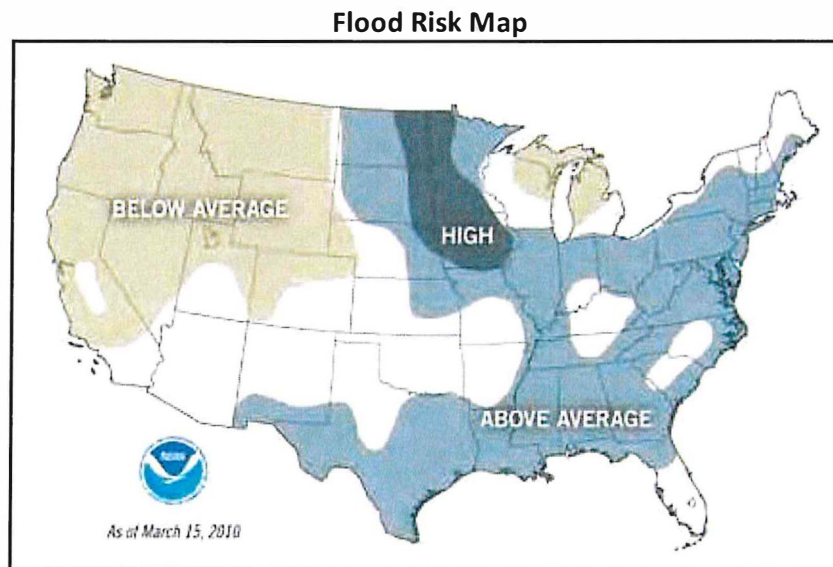 Flood Risk Map
BELOW AVERAGE
HIGH
ABOVE AVERAGE
As of March 15, 2010